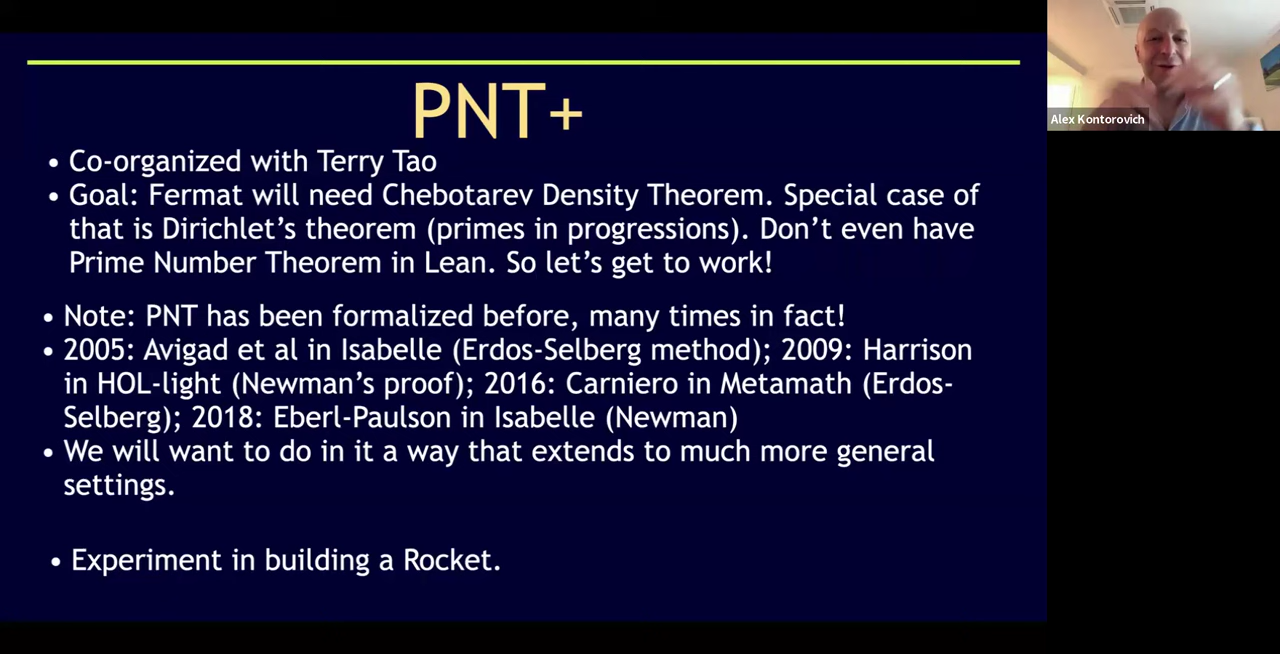 PNT+
• Co-organized with Terry Tao
• Goal: Fermat will need Chebotarev Density Theorem. Special case of
that is Dirichlet’s theorem (primes in progressions). Don’t even have
Prime Number Theorem in Lean. So let’s get to work!
• Note: PNT has been formalized before, many times in fact!
• 2005: Avigad et al in Isabelle (Erdos-Selberg method); 2009: Harrison
in HOL-light (Newman’s proof); 2016: Carniero in Metamath (Erdos-
Selberg); 2018: Eberl-Paulson in Isabelle (Newman)
• We will want to do in it a way that extends to much more general
settings.
• Experiment in building a Rocket.
Alex Kontorovich